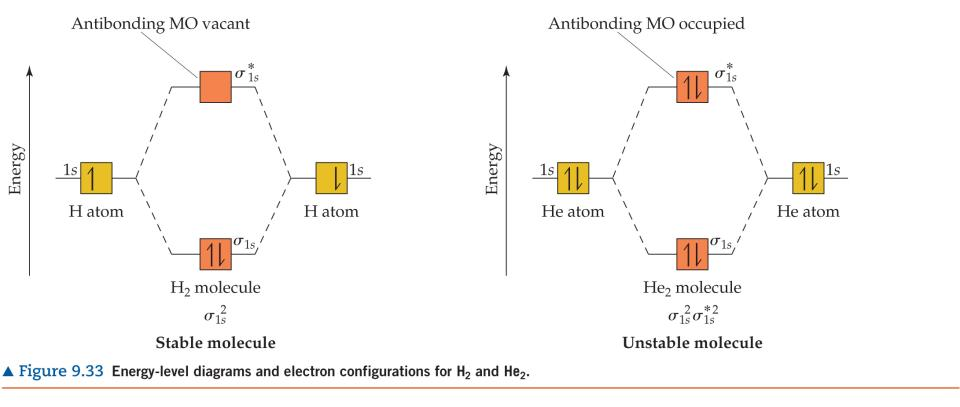 Antibonding MO vacant
σ*1s
Energy
1s
1s
H atom
H atom
σ1s
H2 molecule
σ1s²
Stable molecule
Antibonding MO occupied
σ*1s
Energy
1s
1s
He atom
He atom
σ1s
He2 molecule
σ1s² σ*1s²
Unstable molecule
▲ Figure 9.33 Energy-level diagrams and electron configurations for H2 and He2.